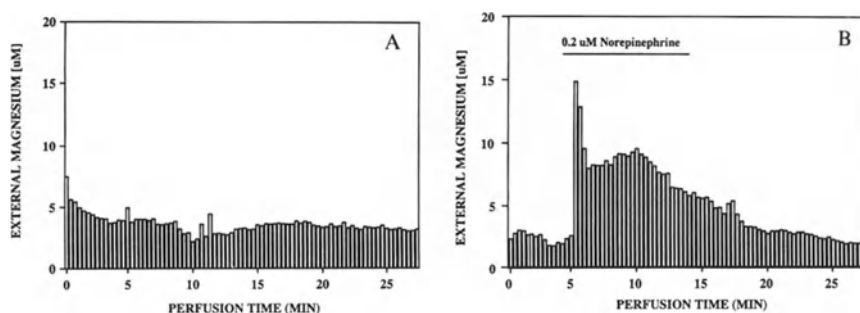 A
EXTERNAL MAGNESIUM [uM]
20
15
10
5
0
0 5 10 15 20 25
PERFUSION TIME (MIN)
B
0.2 uM Norepinephrine
EXTERNAL MAGNESIUM [uM]
20
15
10
5
0
0 5 10 15 20 25
PERFUSION TIME (MIN)